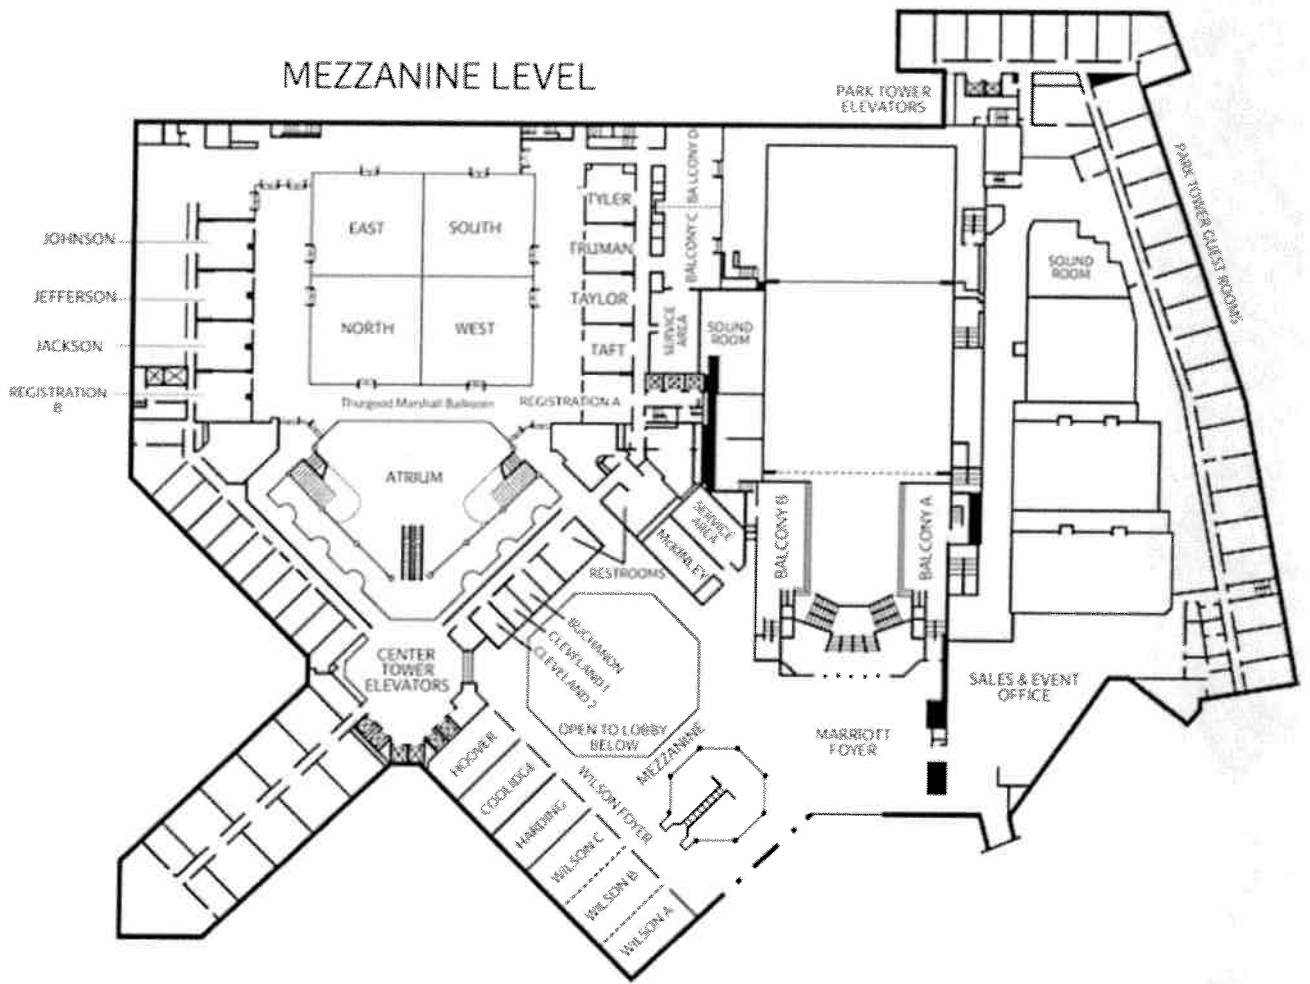 MEZZANINE LEVEL
PARK TOWER
ELEVATORS
PARK TOWER GUEST ROOMS
JOHNSON
JEFFERSON
JACKSON
REGISTRATION
B
EAST
SOUTH
NORTH
WEST
Thurgood Marshall Ballroom
REGISTRATION A
TYLER
TRUMAN
TAYLOR
TAFT
BALCONY D
BALCONY C
SERVICE
AREA
SOUND
ROOM
SOUND
ROOM
ATRIUM
SERVICE
AREA
McKINLEY
RESTROOMS
BALCONY B
BALCONY A
BUCHANON
CLEVELAND 1
CLEVELAND 2
CENTER
TOWER
ELEVATORS
OPEN TO LOBBY
BELOW
MEZZANINE
SALES & EVENT
OFFICE
MARRIOTT
FOYER
HOOVER
COOLIDGE
HARDING
WILSON C
WILSON B
WILSON A
WILSON FOYER